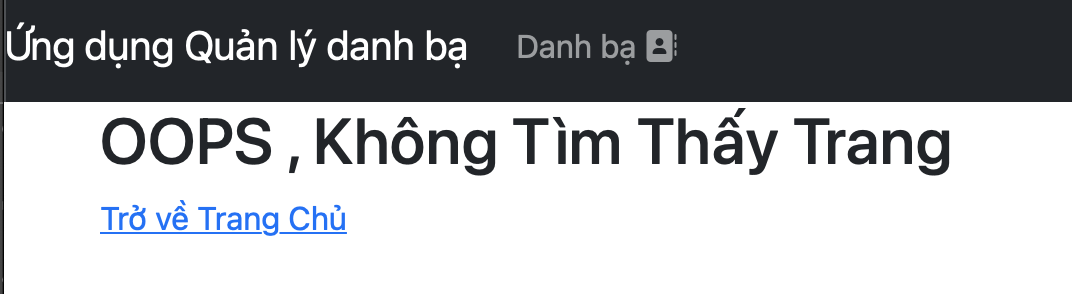 Ứng dụng Quản lý danh bạ Danh bạ
OOPS , Không Tìm Thấy Trang
Trở về Trang Chủ